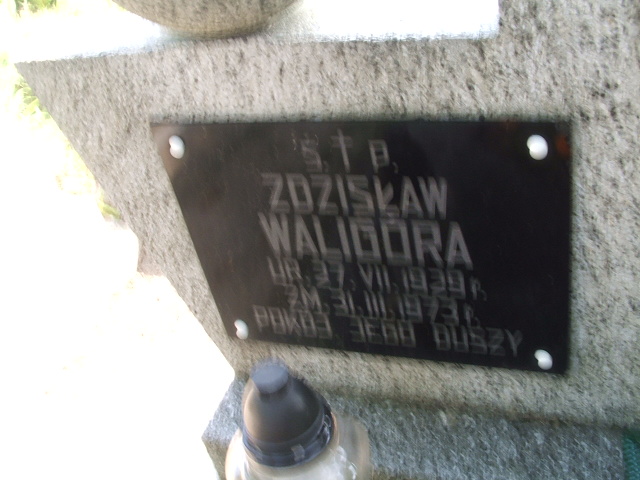 Ś. † P.
ZDZISŁAW
WALIGÓRA
UR. 27. VII. 1939 r.
ZM. 31. III. 1973 r.
POKÓJ JEGO DUSZY